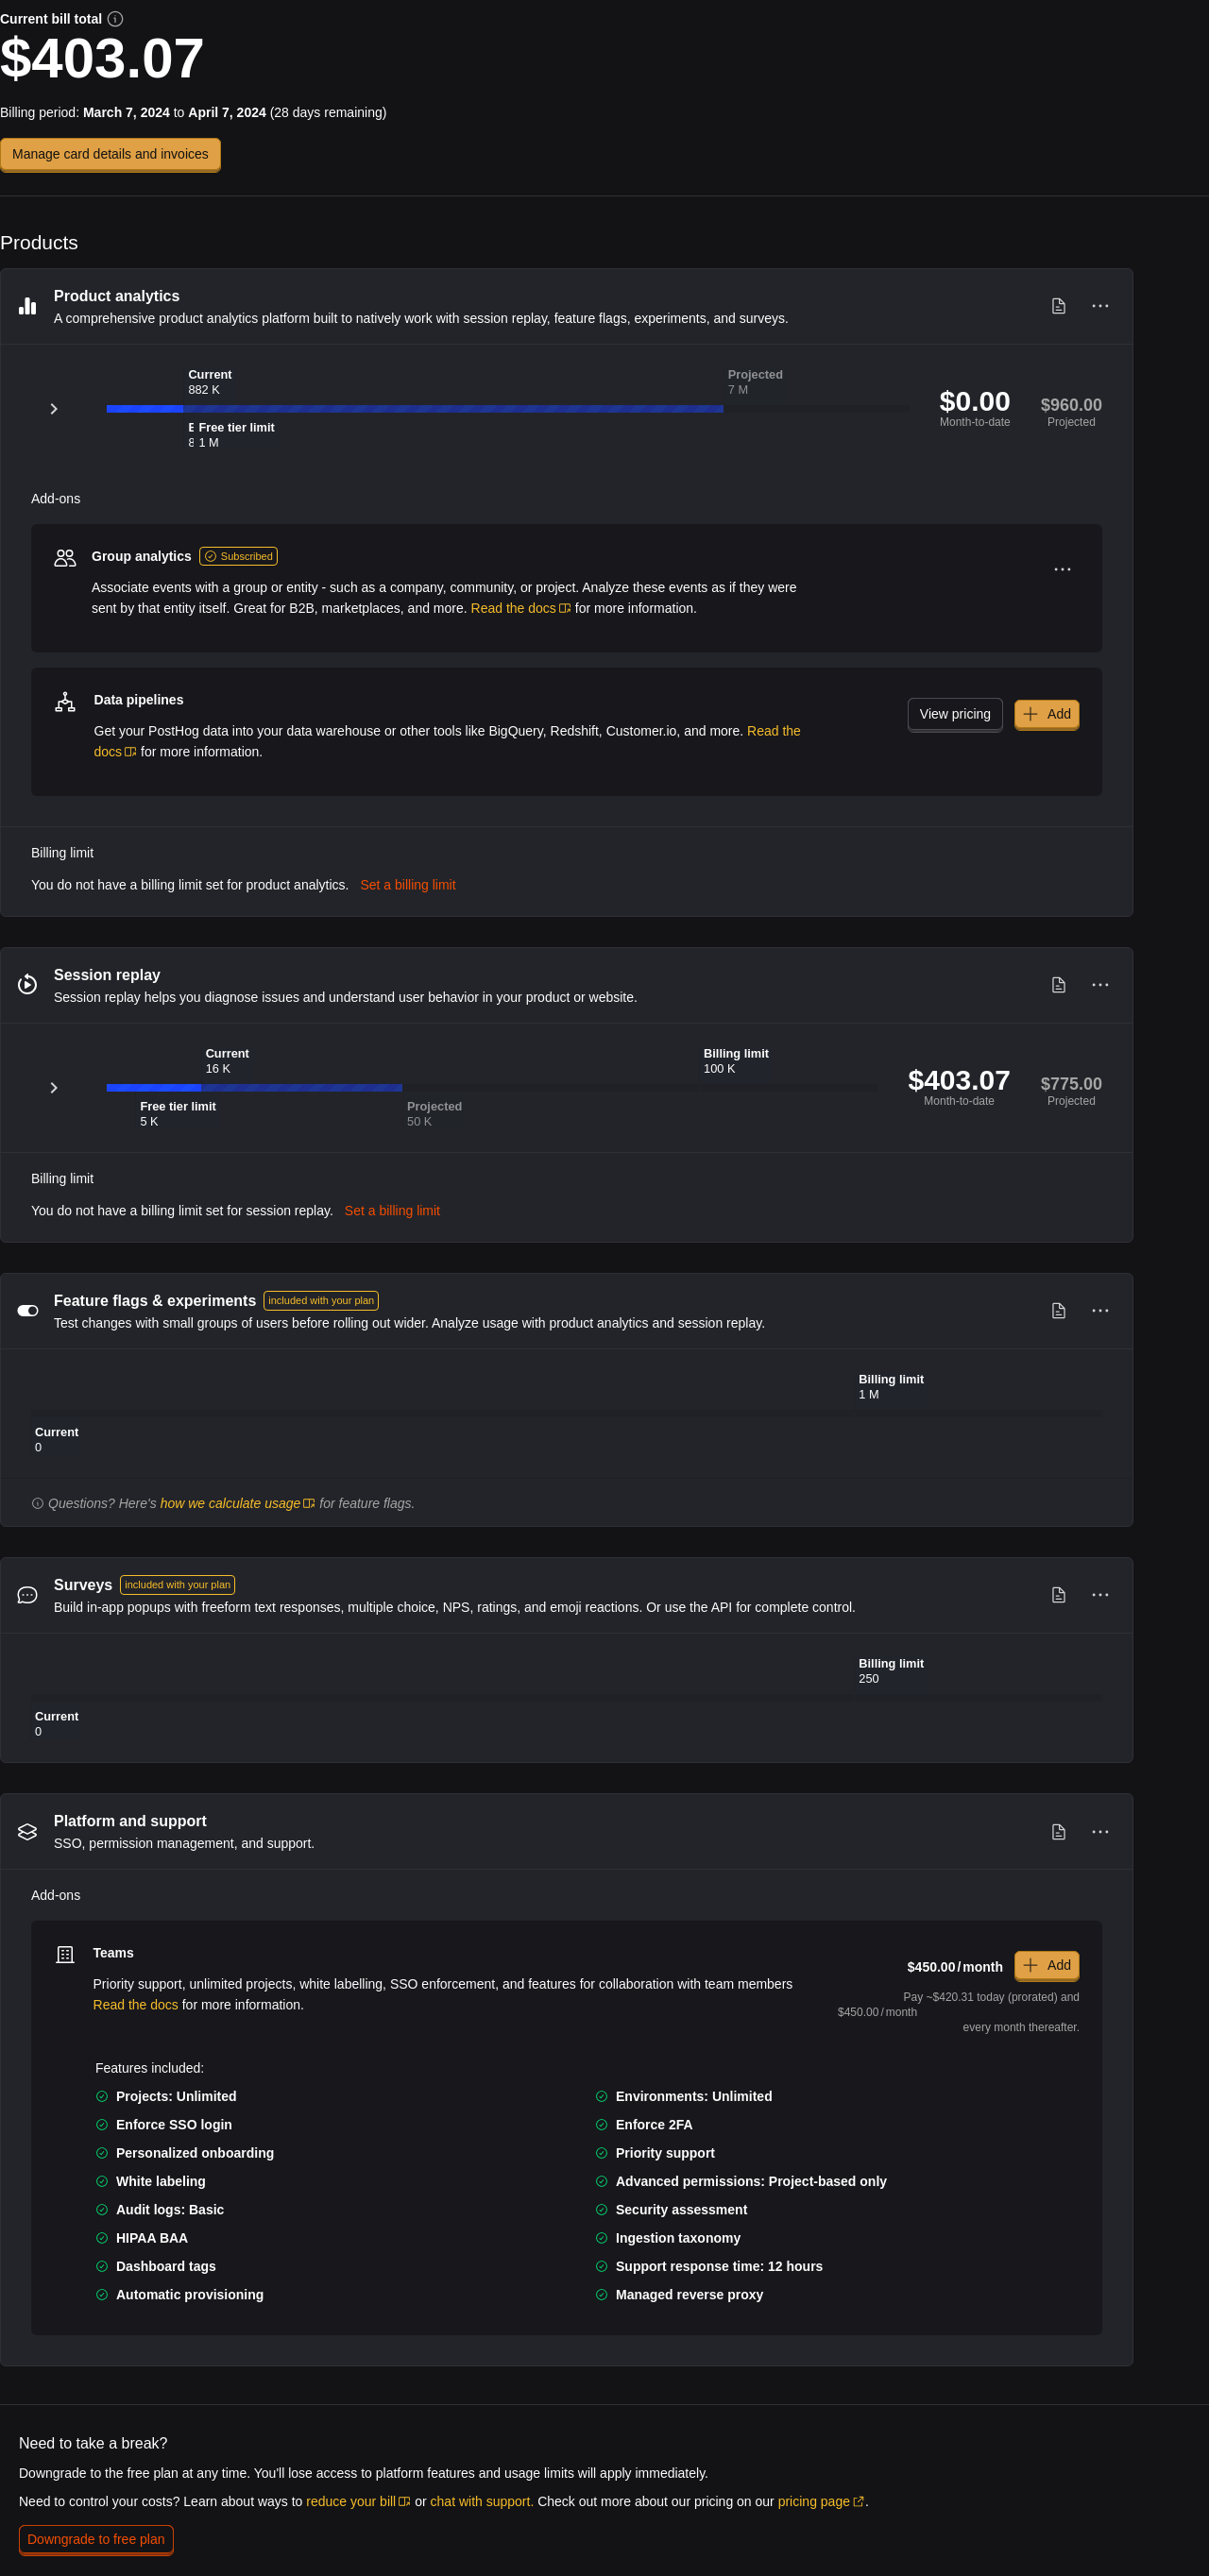 Current bill total
$403.07
Billing period: March 7, 2024 to April 7, 2024 (28 days remaining)
Manage card details and invoices
Products
Product analytics
A comprehensive product analytics platform built to natively work with session replay, feature flags, experiments, and surveys.
Current
882 K
Projected
7 M
$0.00
Month-to-date
$960.00
Projected
Free tier limit
1 M
Add-ons
Group analytics Subscribed
Associate events with a group or entity - such as a company, community, or project. Analyze these events as if they were
sent by that entity itself. Great for B2B, marketplaces, and more. Read the docs for more information.
Data pipelines
Get your PostHog data into your data warehouse or other tools like BigQuery, Redshift, Customer.io, and more. Read the
docs for more information.
View pricing
Add
Billing limit
You do not have a billing limit set for product analytics. Set a billing limit
Session replay
Session replay helps you diagnose issues and understand user behavior in your product or website.
Current
16 K
Billing limit
100 K
$403.07
Month-to-date
$775.00
Projected
Free tier limit
5 K
Projected
50 K
Billing limit
You do not have a billing limit set for session replay. Set a billing limit
Feature flags & experiments included with your plan
Test changes with small groups of users before rolling out wider. Analyze usage with product analytics and session replay.
Billing limit
1 M
Current
0
Questions? Here's how we calculate usage for feature flags.
Surveys included with your plan
Build in-app popups with freeform text responses, multiple choice, NPS, ratings, and emoji reactions. Or use the API for complete control.
Billing limit
250
Current
0
Platform and support
SSO, permission management, and support.
Add-ons
Teams
Priority support, unlimited projects, white labelling, SSO enforcement, and features for collaboration with team members
Read the docs for more information.
$450.00/month
Add
Pay ~$420.31 today (prorated) and
$450.00/month
every month thereafter.
Features included:
Projects: Unlimited
Environments: Unlimited
Enforce SSO login
Enforce 2FA
Personalized onboarding
Priority support
White labeling
Advanced permissions: Project-based only
Audit logs: Basic
Security assessment
HIPAA BAA
Ingestion taxonomy
Dashboard tags
Support response time: 12 hours
Automatic provisioning
Managed reverse proxy
Need to take a break?
Downgrade to the free plan at any time. You'll lose access to platform features and usage limits will apply immediately.
Need to control your costs? Learn about ways to reduce your bill or chat with support. Check out more about our pricing on our pricing page.
Downgrade to free plan